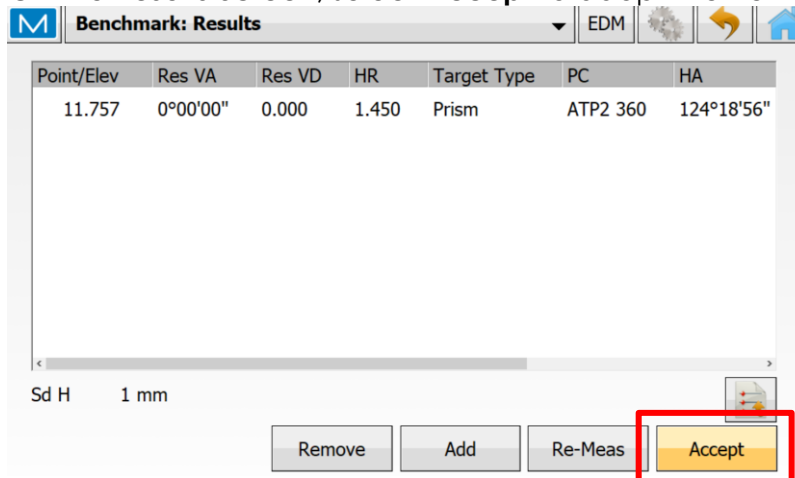 Benchmark: Results EDM
Point/Elev Res VA Res VD HR Target Type PC HA
11.757 0°00'00" 0.000 1.450 Prism ATP2 360 124°18'56"
Sd H 1 mm
Remove Add Re-Meas Accept